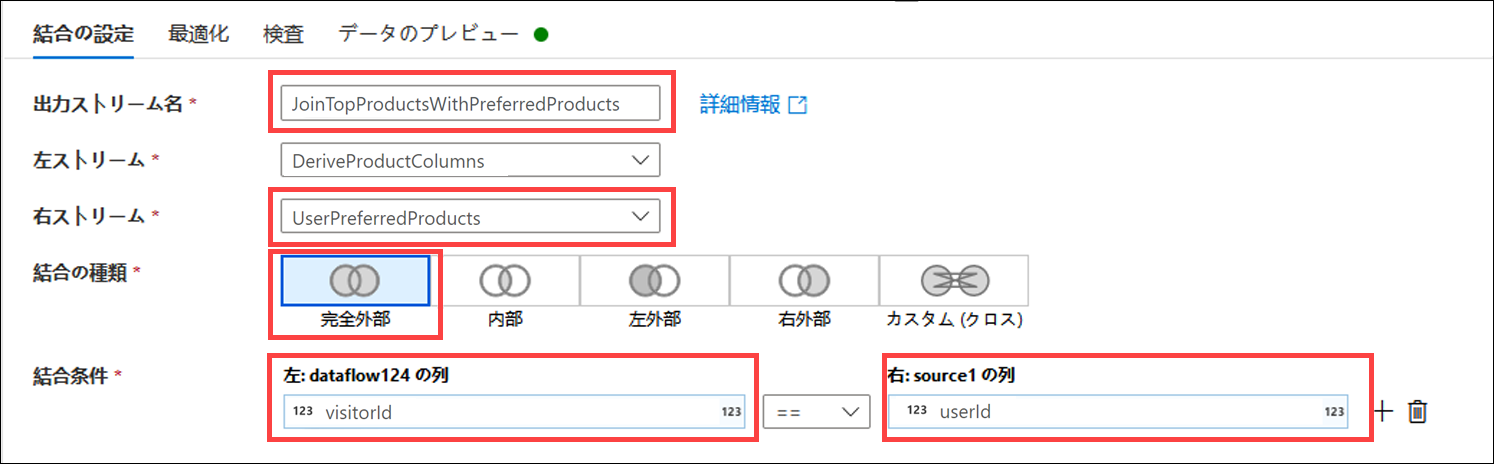 結合の設定 最適化 検査 データのプレビュー
出力ストリーム名 * JoinTopProductsWithPreferredProducts 詳細情報
左ストリーム * DeriveProductColumns
右ストリーム * UserPreferredProducts
結合の種類 *
完全外部 内部 左外部 右外部 カスタム (クロス)
結合条件 * 左: dataflow124 の列 右: source1 の列
123 visitorId 123 == 123 userId 123 +